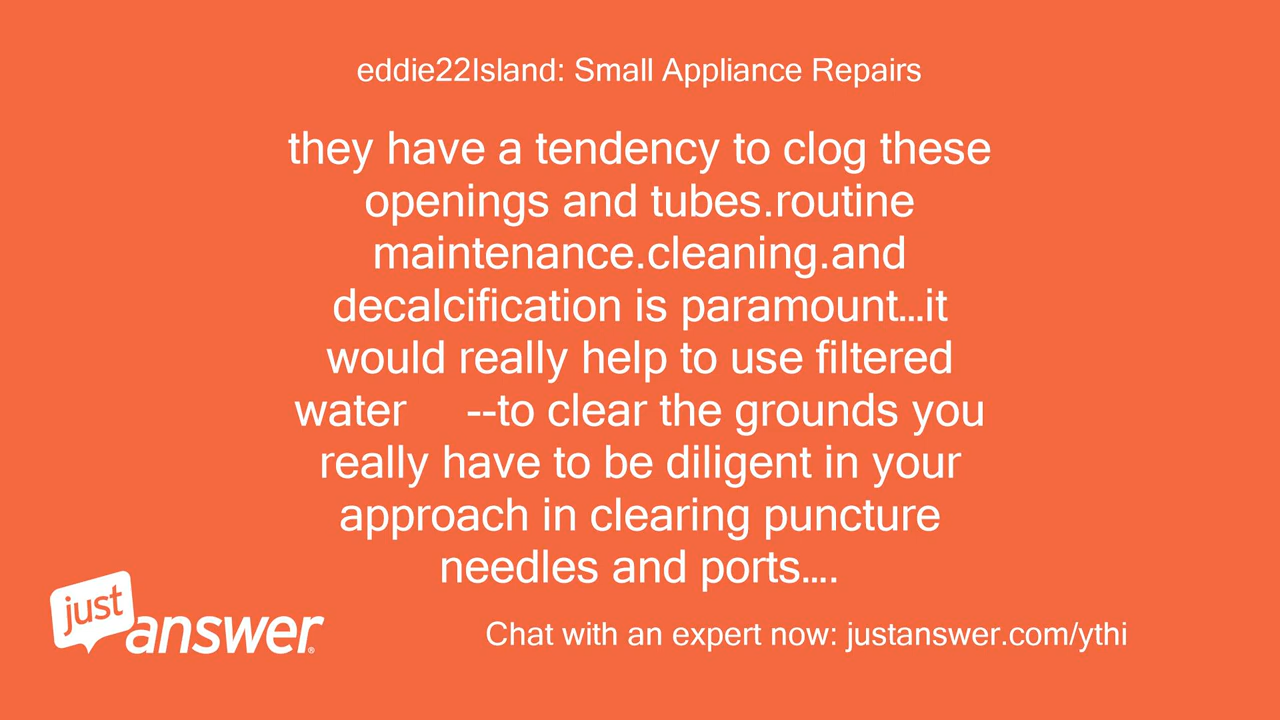 eddie22Island: Small Appliance Repairs
they have a tendency to clog these
openings and tubes.routine
maintenance.cleaning.and
decalcification is paramount...it
would really help to use filtered
water     --to clear the grounds you
really have to be diligent in your
approach in clearing puncture
needles and ports....
just
answer®
Chat with an expert now: justanswer.com/ythi